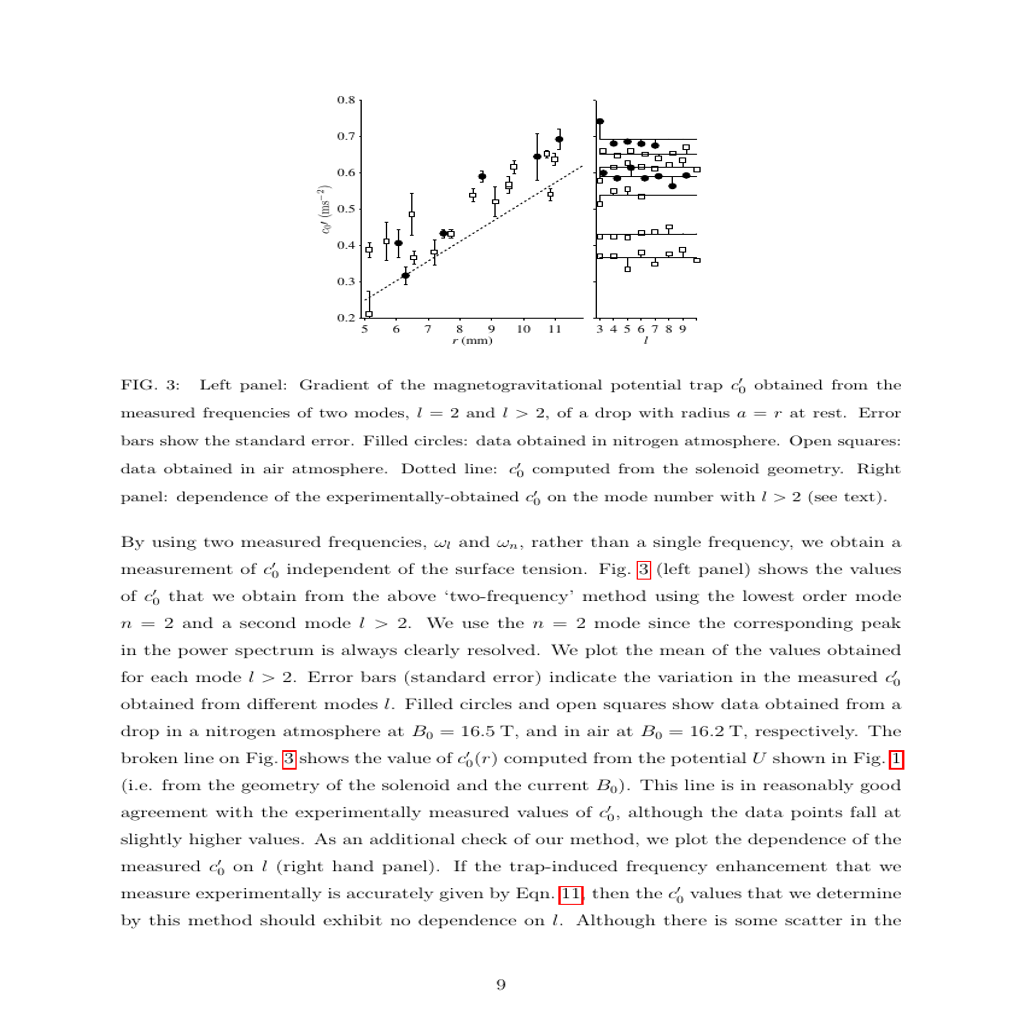 0.8
0.7
0.6
0.5
0.4
0.3
0.2
c₀′ (ms⁻²)
5 6 7 8 9 10 11
r (mm)
3 4 5 6 7 8 9
l
FIG. 3: Left panel: Gradient of the magnetogravitational potential trap c′₀ obtained from the
measured frequencies of two modes, l = 2 and l > 2, of a drop with radius a = r at rest. Error
bars show the standard error. Filled circles: data obtained in nitrogen atmosphere. Open squares:
data obtained in air atmosphere. Dotted line: c′₀ computed from the solenoid geometry. Right
panel: dependence of the experimentally-obtained c′₀ on the mode number with l > 2 (see text).
By using two measured frequencies, ωₗ and ωₙ, rather than a single frequency, we obtain a
measurement of c′₀ independent of the surface tension. Fig. 3 (left panel) shows the values
of c′₀ that we obtain from the above ‘two-frequency’ method using the lowest order mode
n = 2 and a second mode l > 2. We use the n = 2 mode since the corresponding peak
in the power spectrum is always clearly resolved. We plot the mean of the values obtained
for each mode l > 2. Error bars (standard error) indicate the variation in the measured c′₀
obtained from different modes l. Filled circles and open squares show data obtained from a
drop in a nitrogen atmosphere at B₀ = 16.5 T, and in air at B₀ = 16.2 T, respectively. The
broken line on Fig. 3 shows the value of c′₀(r) computed from the potential U shown in Fig. 1
(i.e. from the geometry of the solenoid and the current B₀). This line is in reasonably good
agreement with the experimentally measured values of c′₀, although the data points fall at
slightly higher values. As an additional check of our method, we plot the dependence of the
measured c′₀ on l (right hand panel). If the trap-induced frequency enhancement that we
measure experimentally is accurately given by Eqn. 11, then the c′₀ values that we determine
by this method should exhibit no dependence on l. Although there is some scatter in the
9